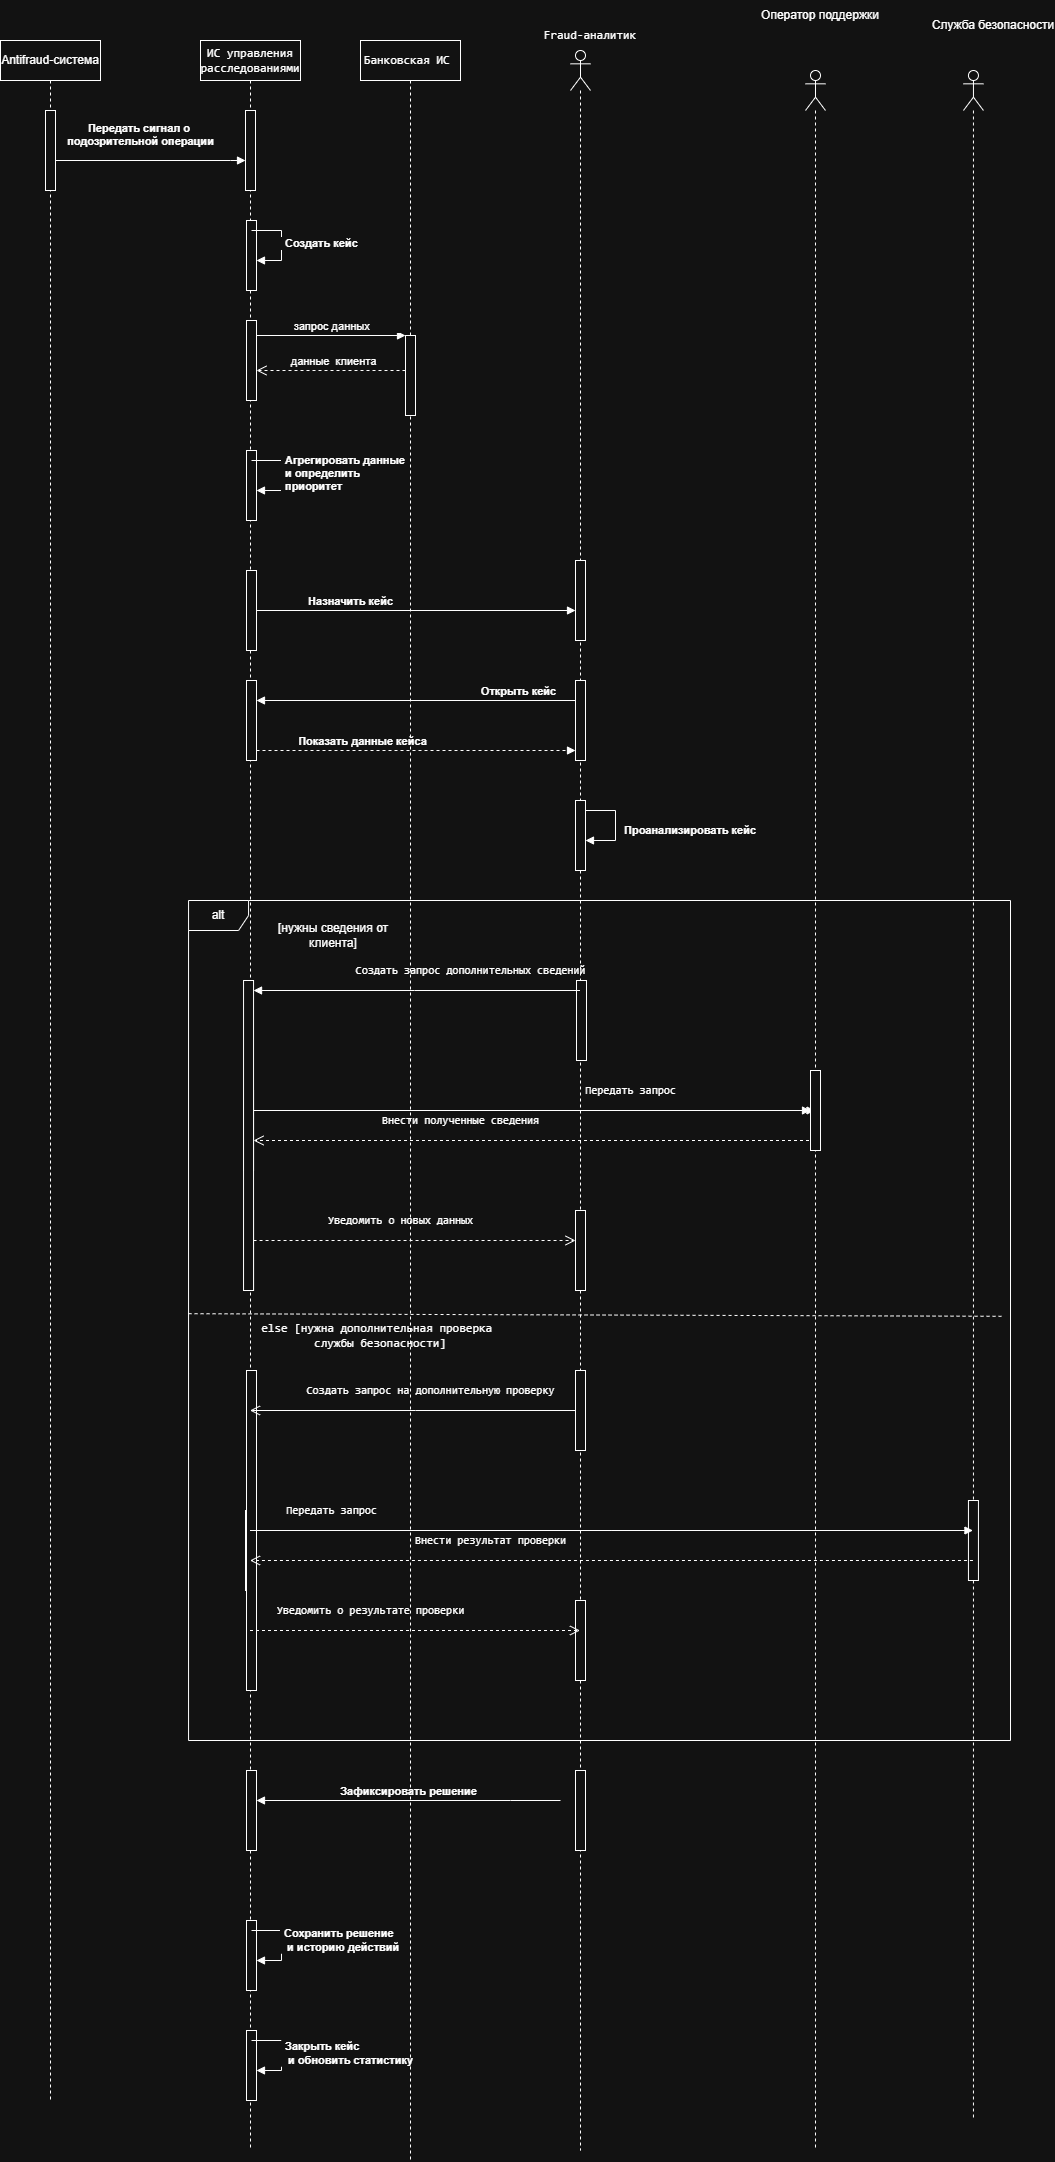 Оператор поддержки
Служба безопасности
Fraud-аналитик
Antifraud-система
ИС управления
расследованиями
Банковская ИС
Передать сигнал о
подозрительной операции
Создать кейс
запрос данных
данные клиента
Агрегировать данные
и определить
приоритет
Назначить кейс
Открыть кейс
Показать данные кейса
Проанализировать кейс
alt
[нужны сведения от
клиента]
Создать запрос дополнительных сведений
Передать запрос
Внести полученные сведения
Уведомить о новых данных
else [нужна дополнительная проверка
службы безопасности]
Создать запрос на дополнительную проверку
Передать запрос
Внести результат проверки
Уведомить о результате проверки
Зафиксировать решение
Сохранить решение
и историю действий
Закрыть кейс
и обновить статистику